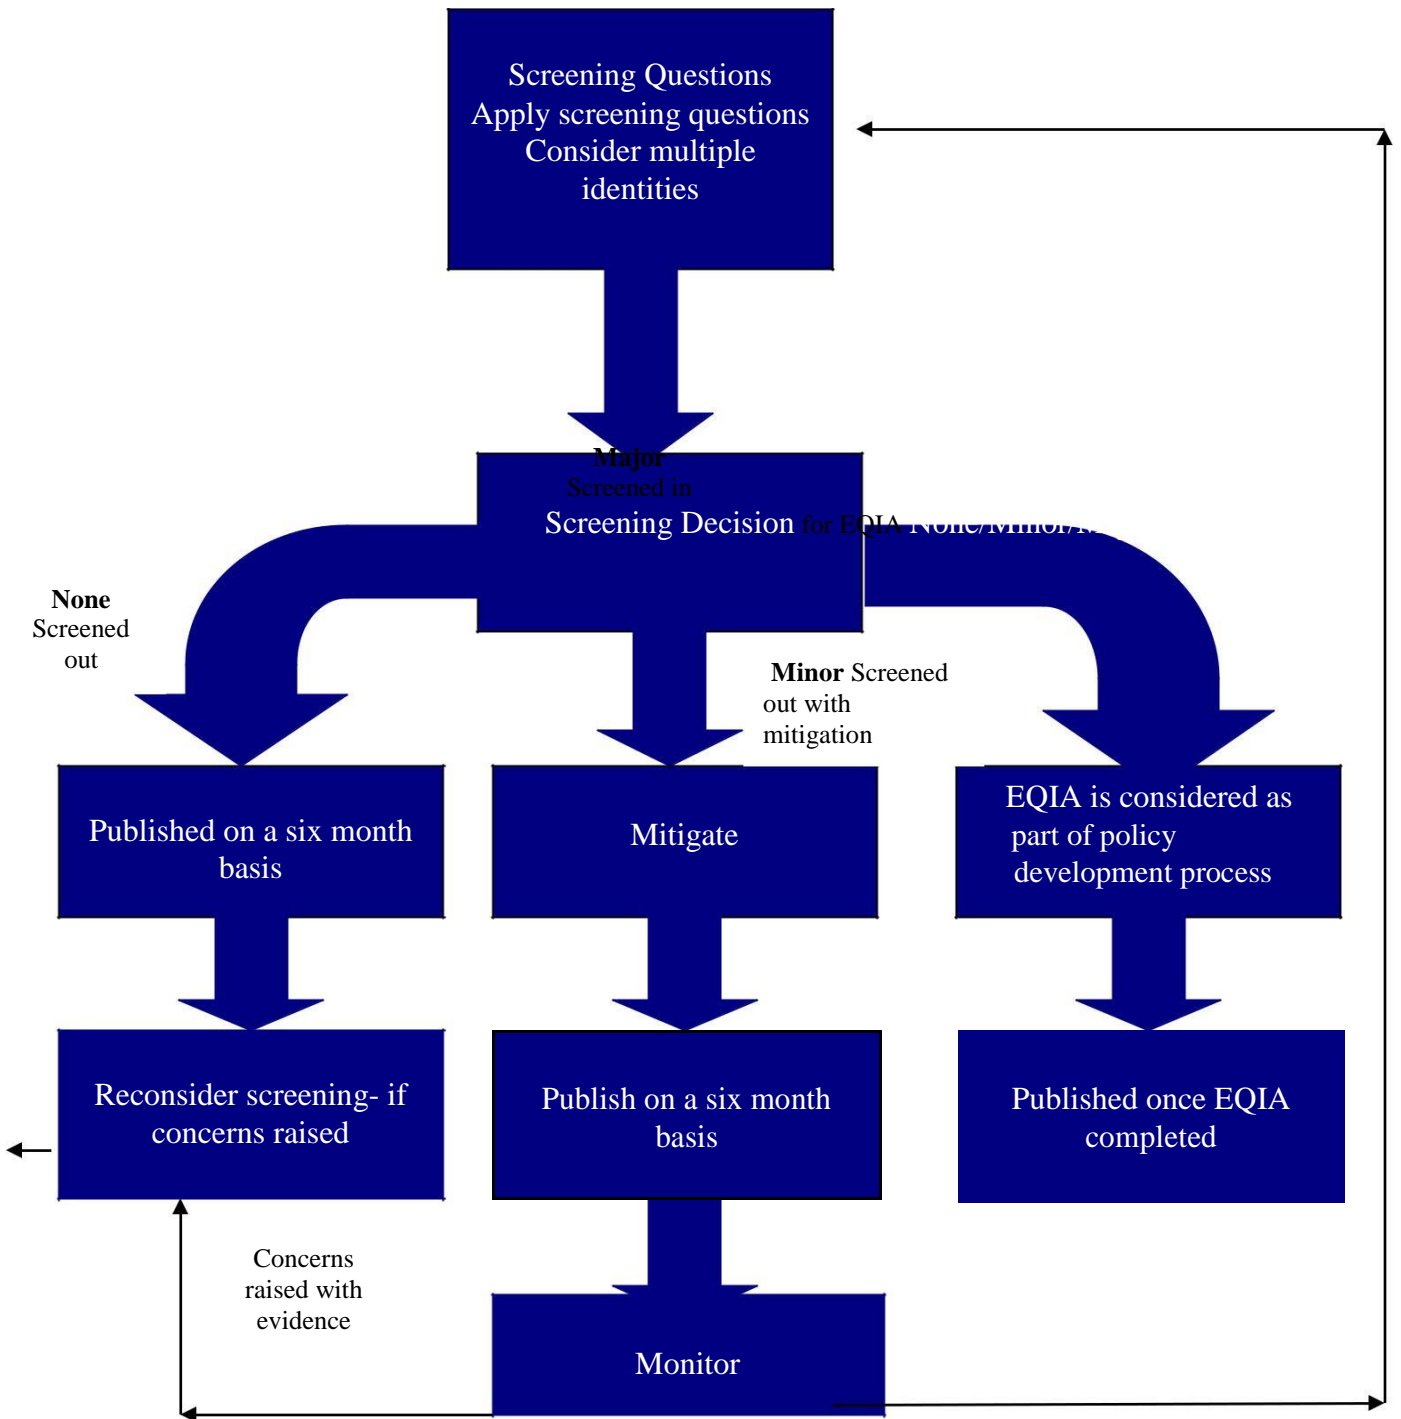 Screening Questions
Apply screening questions
Consider multiple
identities
Major
Screened in
Screening Decision for EQIA None/Minor/M
None
Screened
out
Minor Screened
out with
mitigation
Published on a six month
basis
Mitigate
EQIA is considered as
part of policy
development process
Reconsider screening- if
concerns raised
Publish on a six month
basis
Published once EQIA
completed
Concerns
raised with
evidence
Monitor